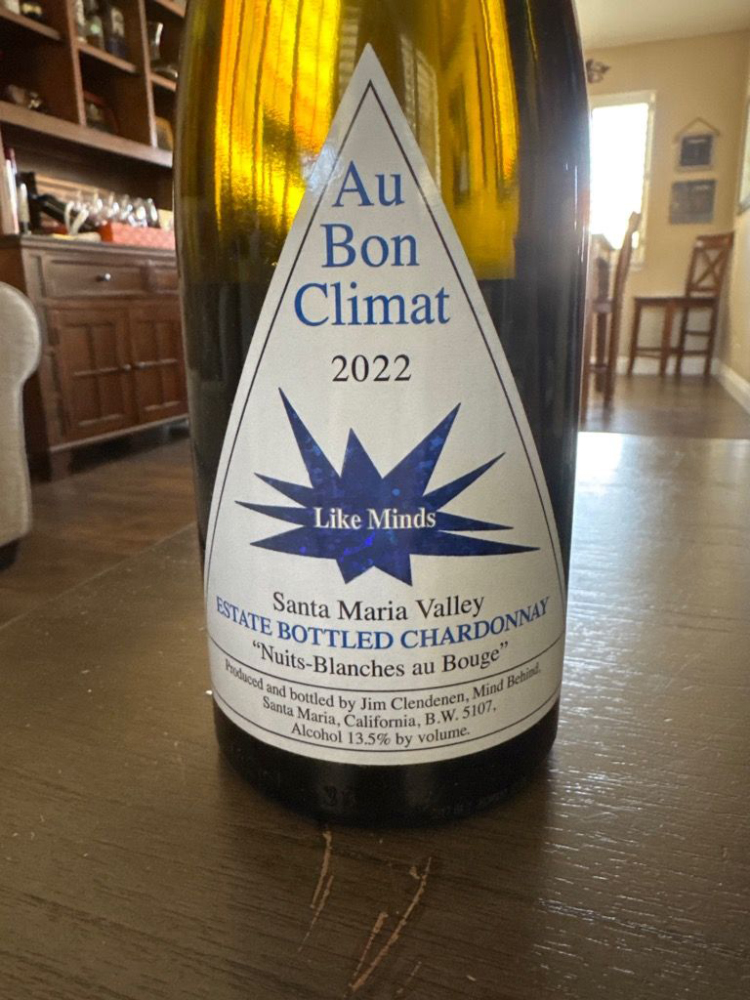 Au
Bon
Climat
2022
Like Minds
Santa Maria Valley
ESTATE BOTTLED CHARDONNAY
“Nuits-Blanches au Bouge”
Produced and bottled by Jim Clendenen, Mind Behind,
Santa Maria, California, B.W. 5107,
Alcohol 13.5% by volume.